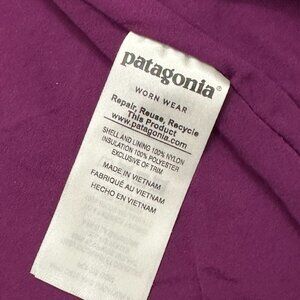 patagonia®
WORN WEAR
Repair, Reuse, Recycle
This Product
www.patagonia.com
SHELL AND LINING 100% NYLON
INSULATION 100% POLYESTER
EXCLUSIVE OF TRIM
MADE IN VIETNAM
FABRIQUÉ AU VIETNAM
HECHO EN VIETNAM